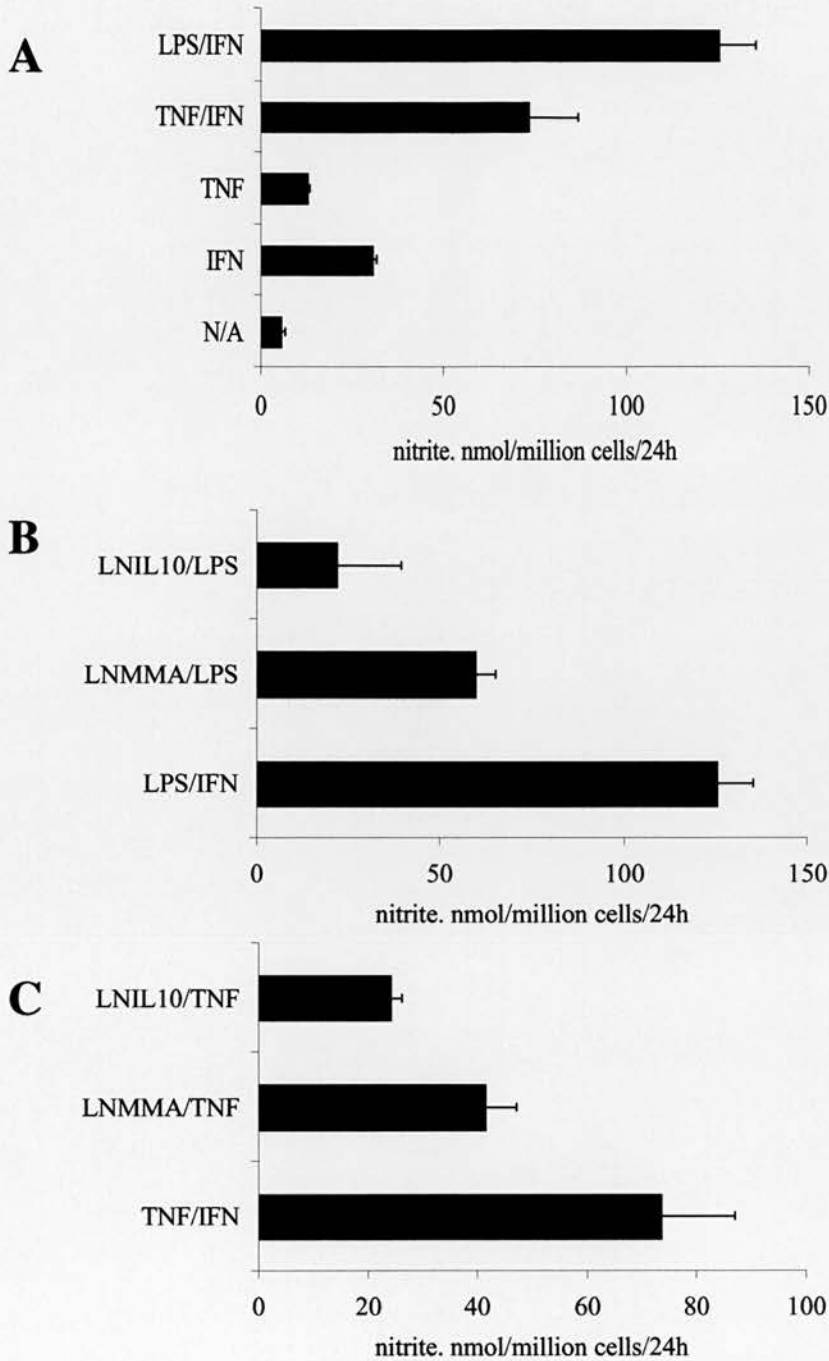 A
LPS/IFN
TNF/IFN
TNF
IFN
N/A
0 50 100 150
nitrite. nmol/million cells/24h
B
LNIL10/LPS
LNMMA/LPS
LPS/IFN
0 50 100 150
nitrite. nmol/million cells/24h
C
LNIL10/TNF
LNMMA/TNF
TNF/IFN
0 20 40 60 80 100
nitrite. nmol/million cells/24h